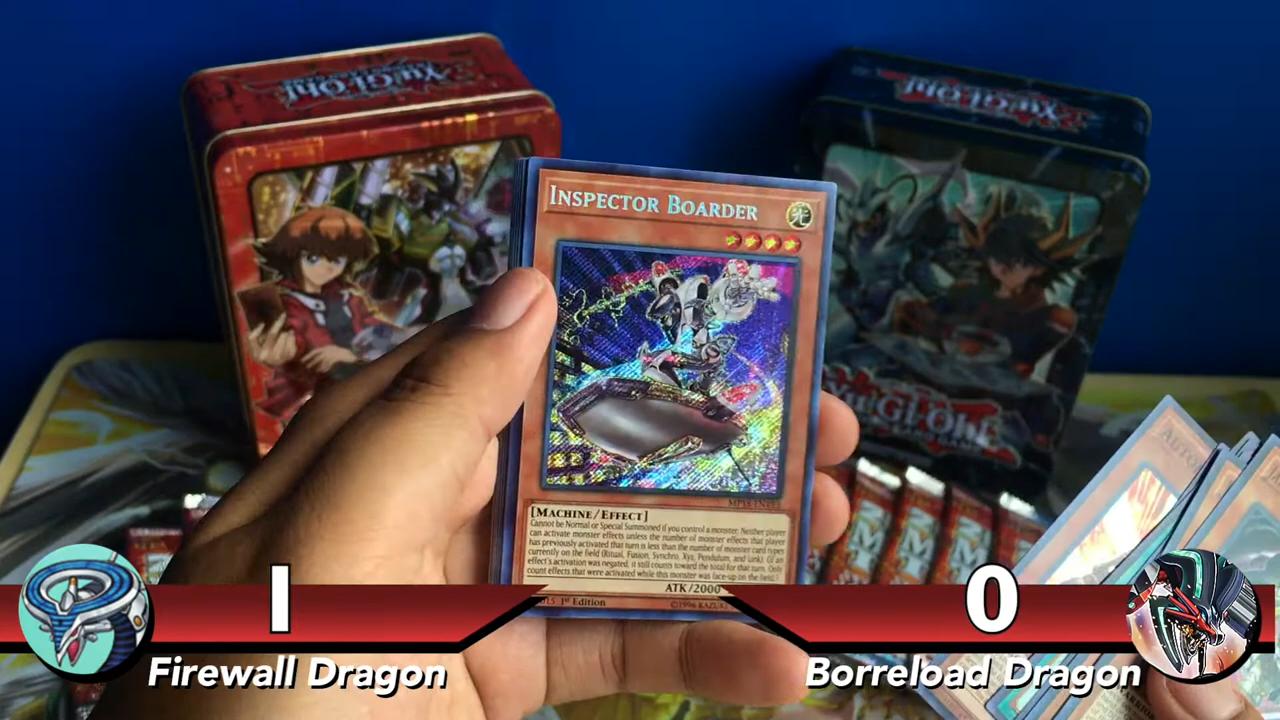 Yu-Gi-Oh!
Yu-Gi-Oh!
INSPECTOR BOARDER
光
Yu-Gi-Oh!
[MACHINE/EFFECT]
Cannot be Normal or Special Summoned if you control a monster. Neither player
can activate monster effects unless the number of monster effects that player
has previously activated that turn is less than the number of monster card types
currently on the field (Ritual, Fusion, Synchro, Xyz, Pendulum, and Link). (If an
effect's activation was negated, it still counts toward the total for that turn. Only
count effects that were activated while this monster was face-up on the field.)
ATK/2000
1st Edition
©1996 KAZUKI
1
0
Firewall Dragon
Borreload Dragon